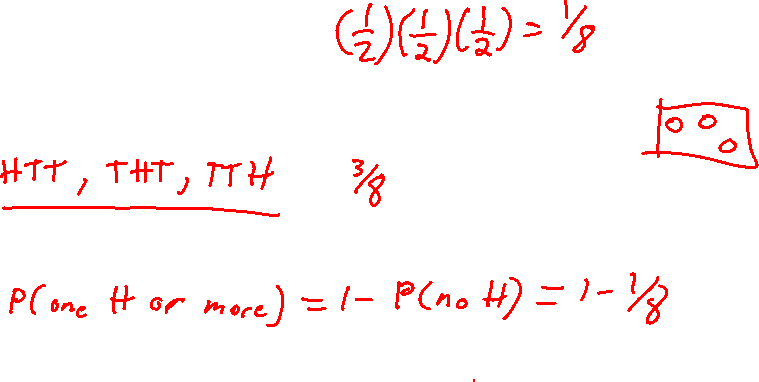 (1/2)(1/2)(1/2) = 1/8
HTT, THT, TTH 3/8
P(one H or more) = 1 - P(no H) = 1 - 1/8